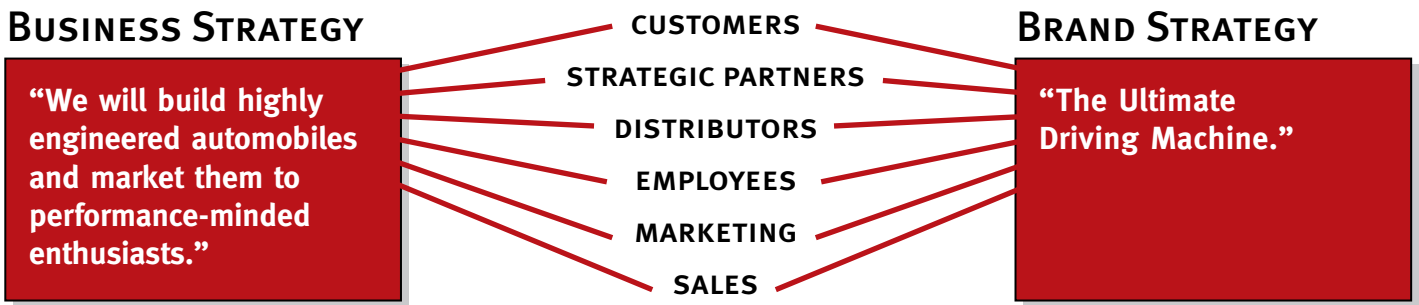 BUSINESS STRATEGY
“We will build highly
engineered automobiles
and market them to
performance-minded
enthusiasts.”
CUSTOMERS
STRATEGIC PARTNERS
DISTRIBUTORS
EMPLOYEES
MARKETING
SALES
BRAND STRATEGY
“The Ultimate
Driving Machine.”